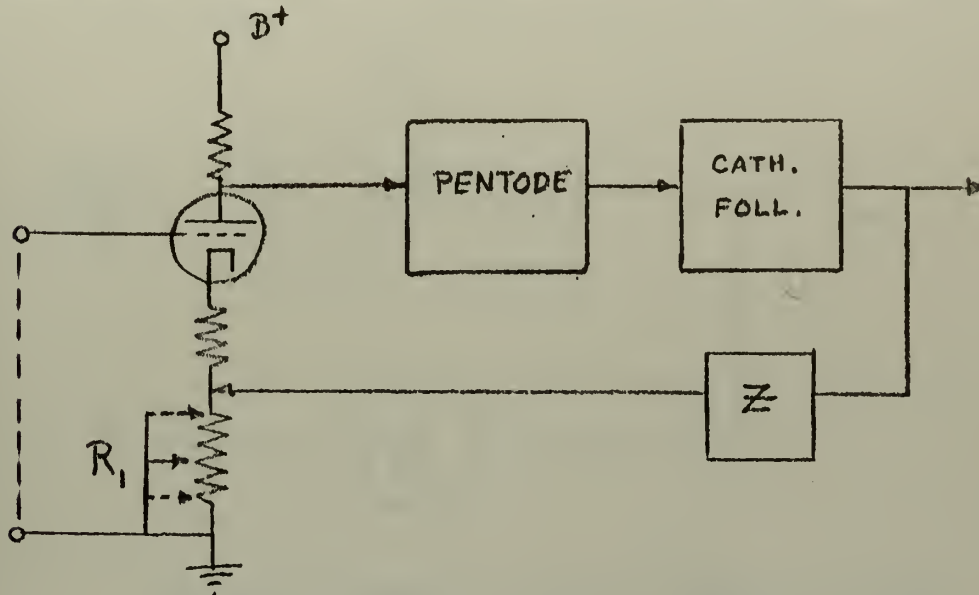 B+
PENTODE
CATH.
FOLL.
Z
R1